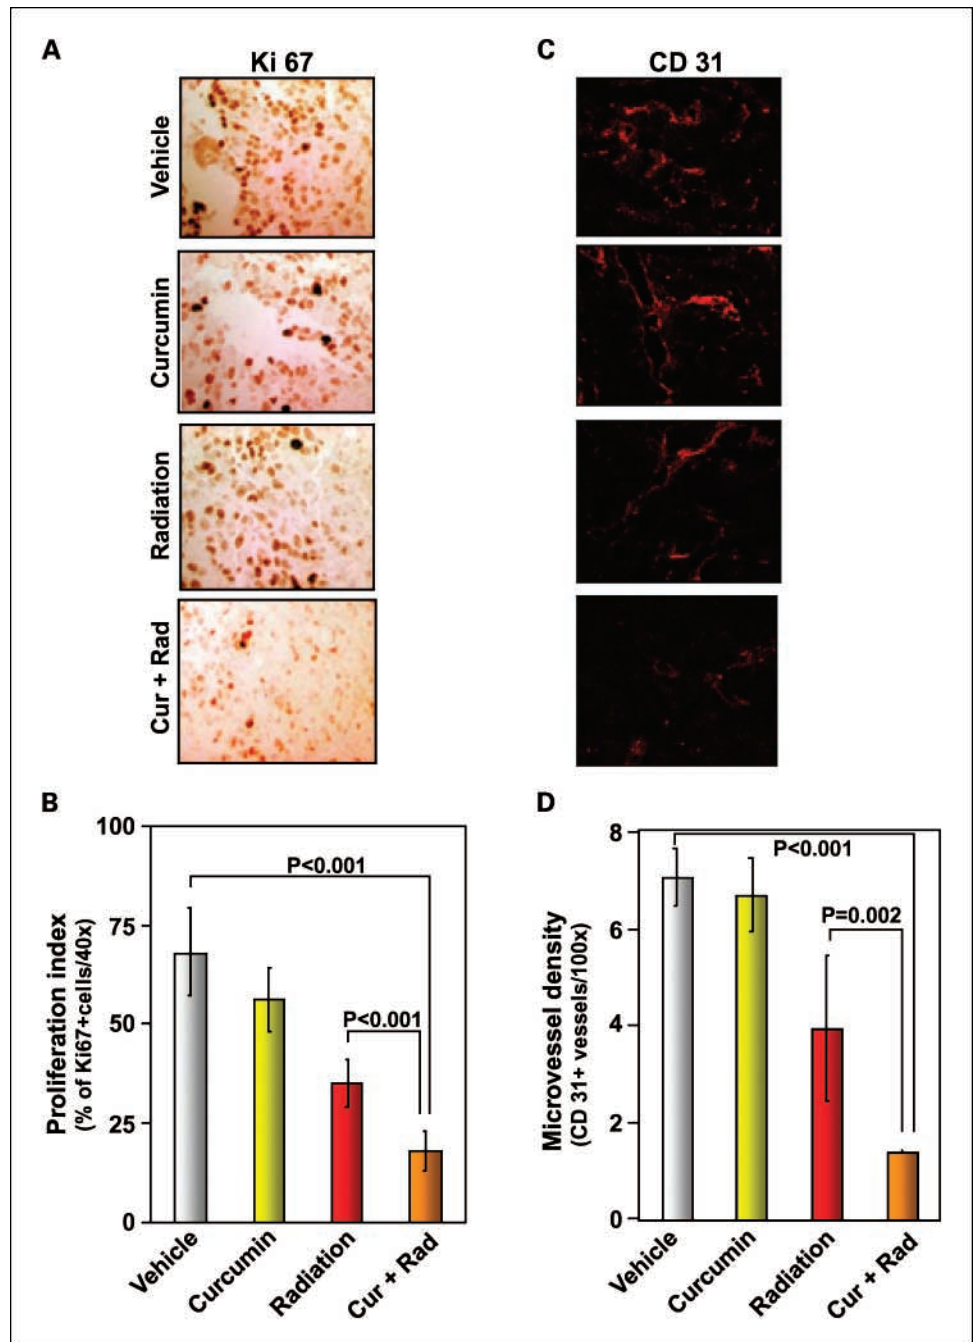 A
Ki 67
Vehicle
Curcumin
Radiation
Cur + Rad
C
CD 31
B
Proliferation index
(% of Ki67+cells/40x)
100
75
50
25
0
P<0.001
P<0.001
Vehicle
Curcumin
Radiation
Cur + Rad
D
Microvessel density
(CD 31+ vessels/100x)
8
6
4
2
0
P<0.001
P=0.002
Vehicle
Curcumin
Radiation
Cur + Rad